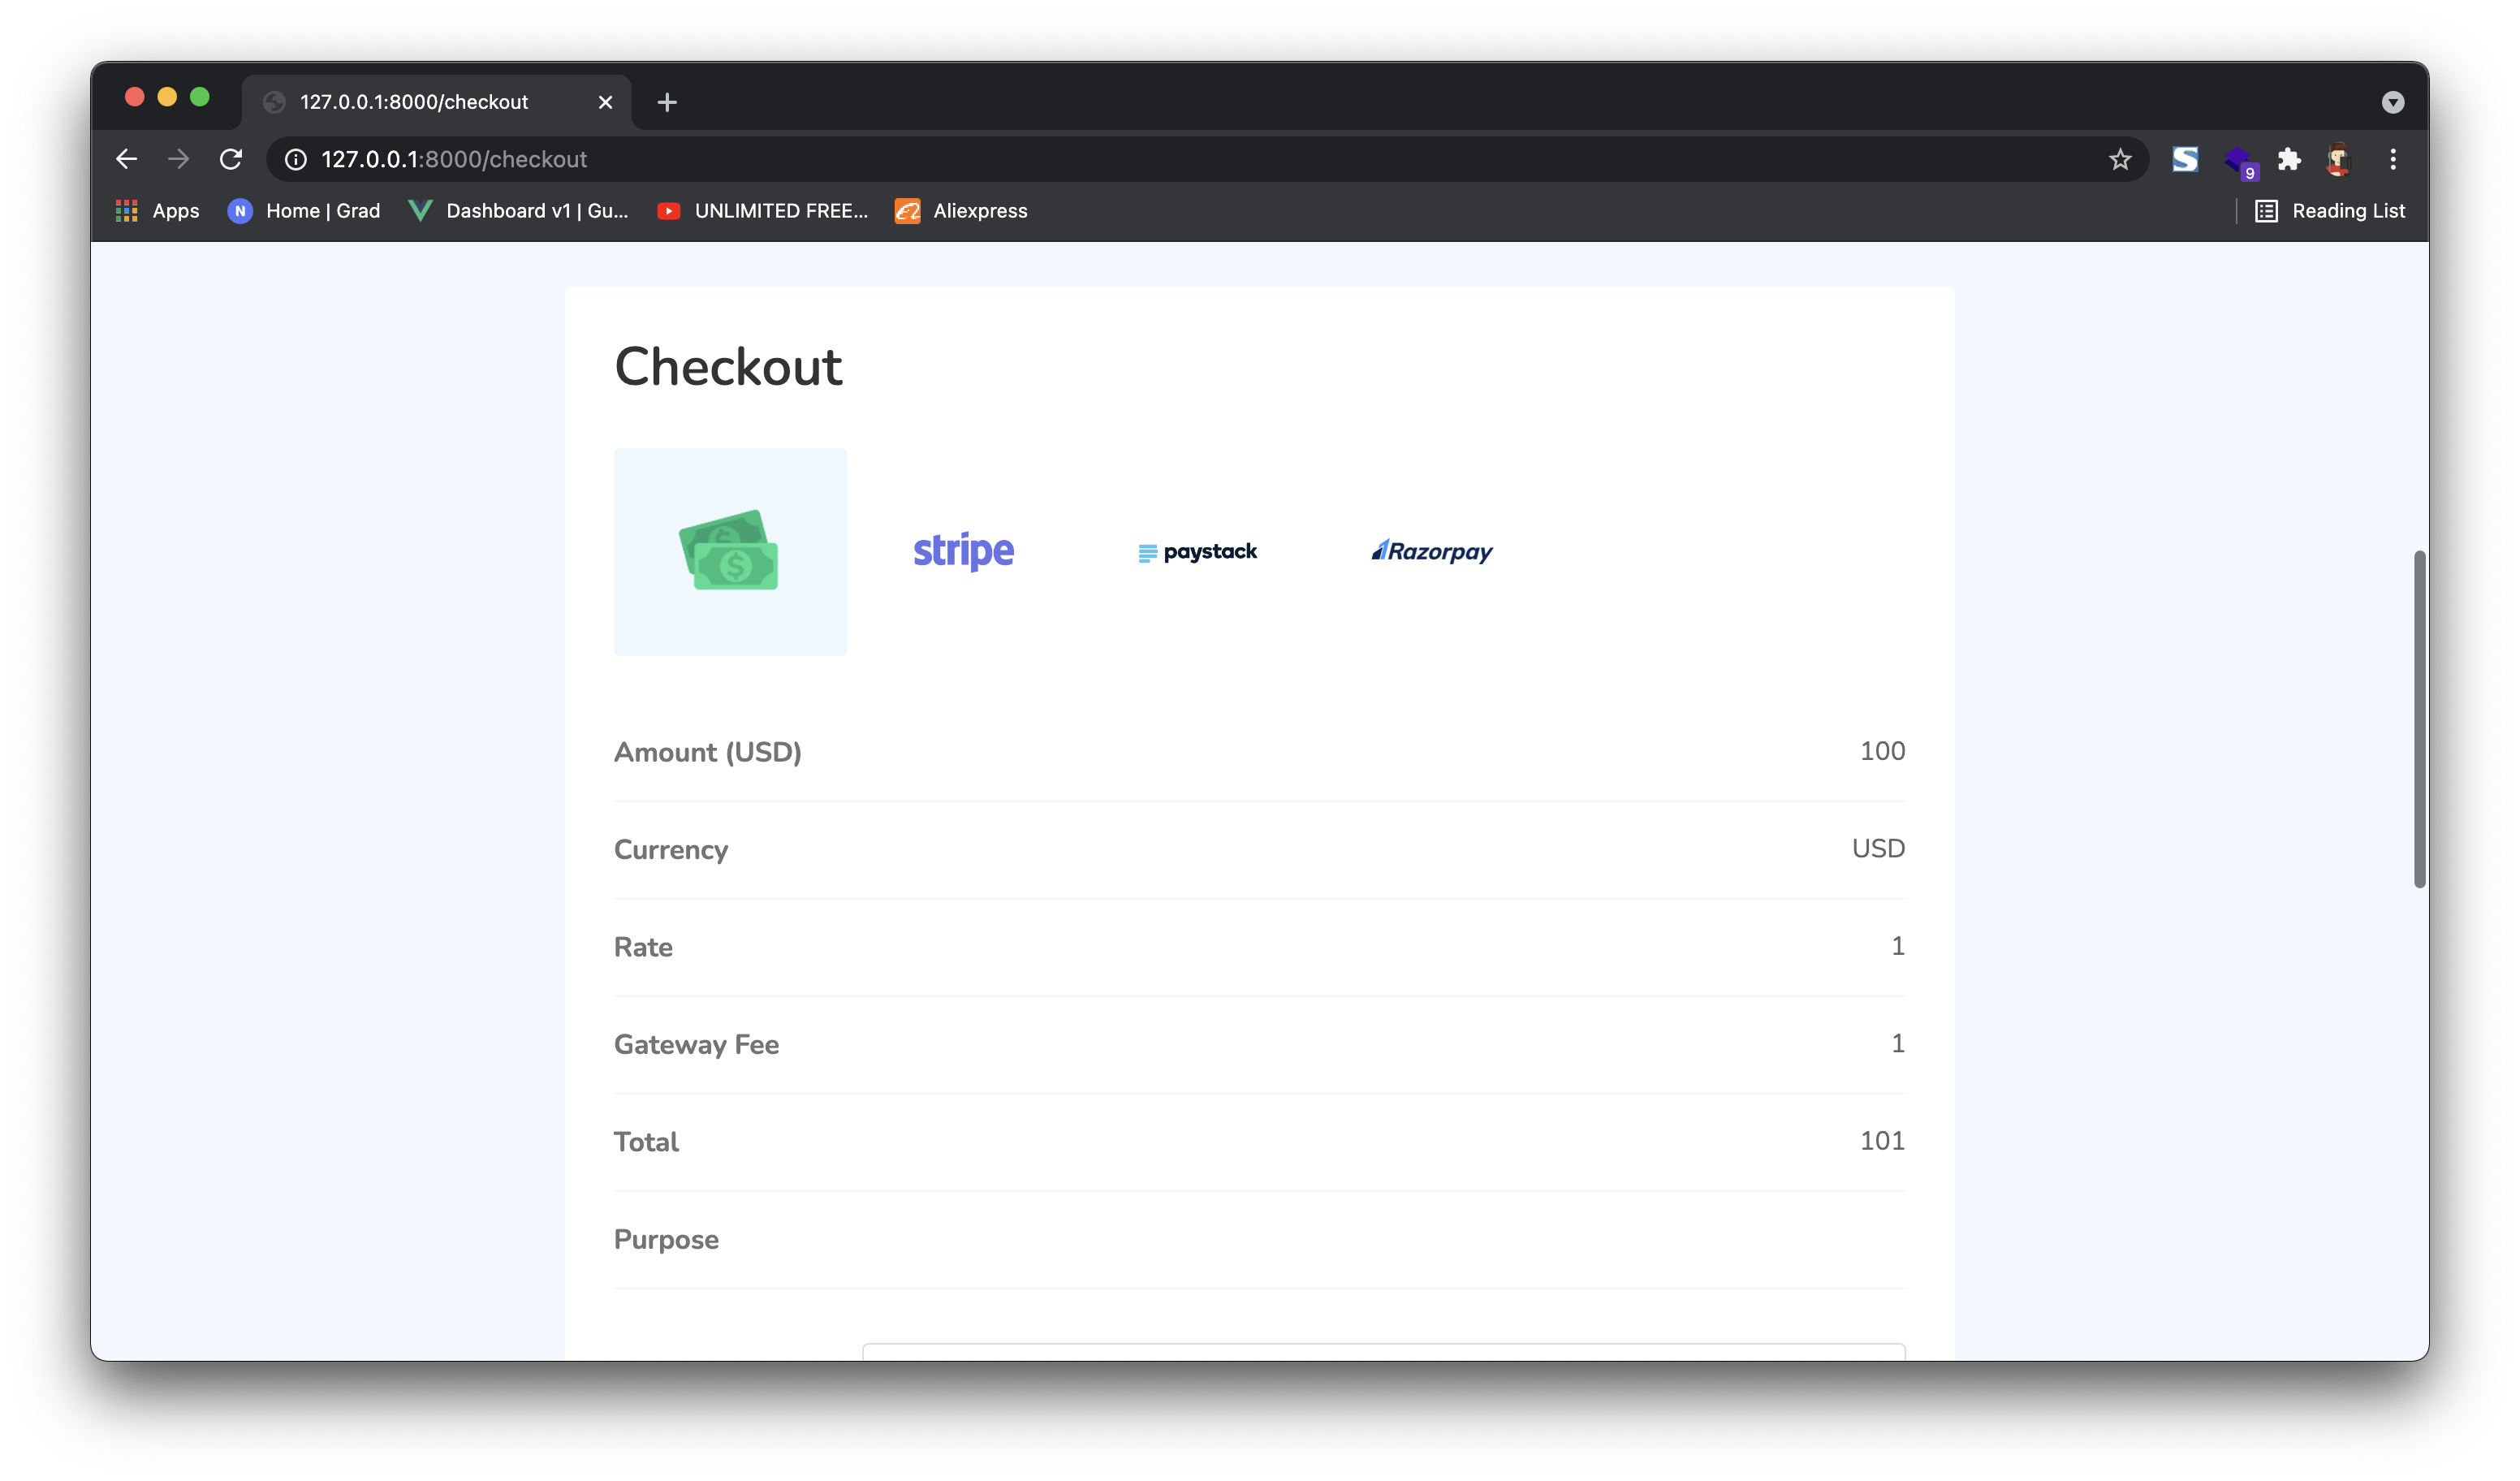 127.0.0.1:8000/checkout
127.0.0.1:8000/checkout
9
Apps
N
Home | Grad
Dashboard v1 | Gu...
UNLIMITED FREE...
Aliexpress
Reading List
Checkout
stripe
paystack
Razorpay
Amount (USD) 100
Currency USD
Rate 1
Gateway Fee 1
Total 101
Purpose